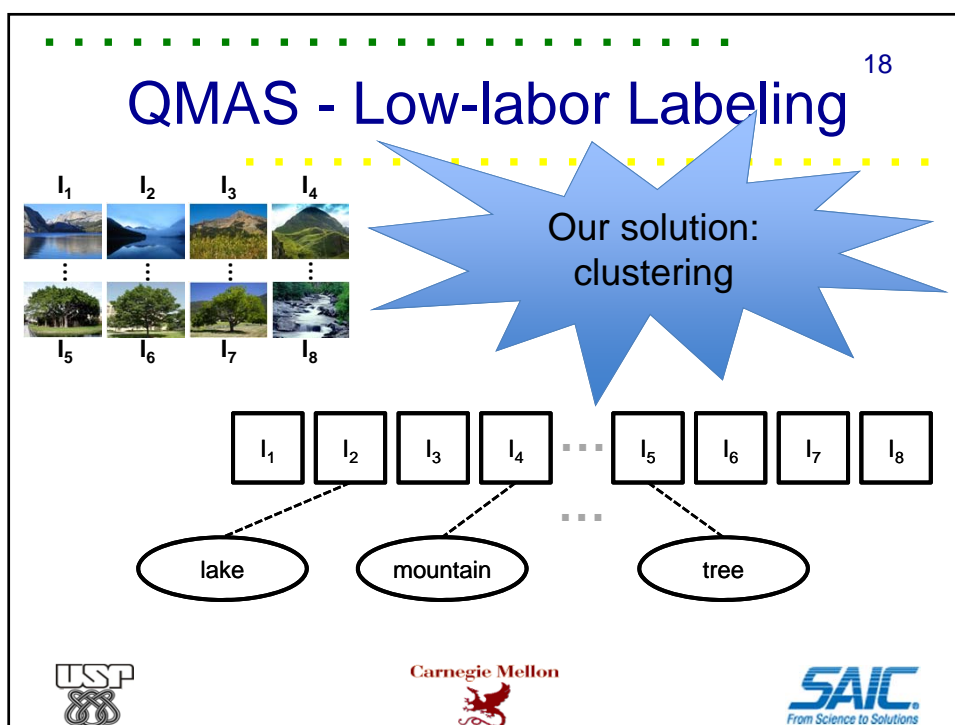 18
QMAS - Low-labor Labeling
I₁ I₂ I₃ I₄
Our solution:
clustering
I₅ I₆ I₇ I₈
I₁ I₂ I₃ I₄ I₅ I₆ I₇ I₈
lake mountain tree
USP
Carnegie Mellon
SAIC.
From Science to Solutions